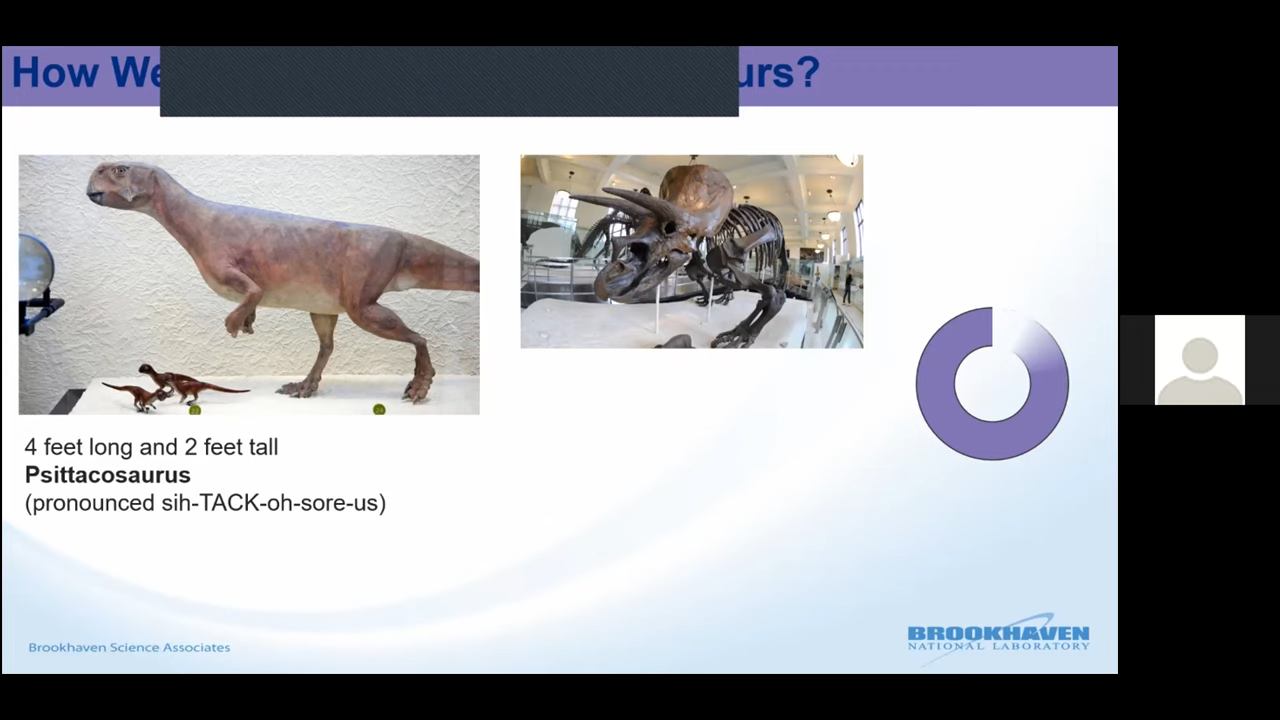 How We urs?
4 feet long and 2 feet tall
Psittacosaurus
(pronounced sih-TACK-oh-sore-us)
Brookhaven Science Associates
BROOKHAVEN
NATIONAL LABORATORY